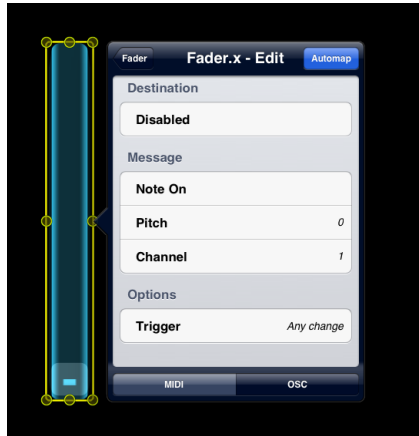 Fader Fader.x - Edit Automap
Destination
Disabled
Message
Note On
Pitch 0
Channel 1
Options
Trigger Any change
MIDI OSC